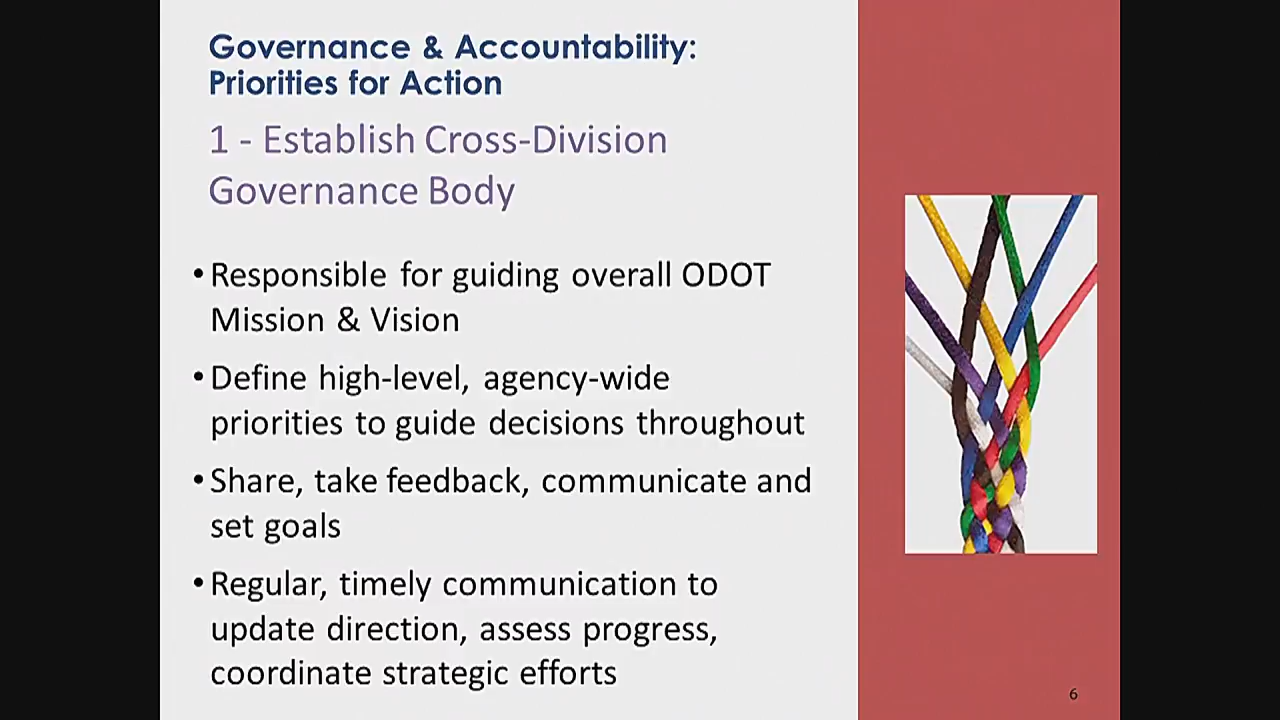 Governance & Accountability:
Priorities for Action
1 - Establish Cross-Division
Governance Body
• Responsible for guiding overall ODOT
Mission & Vision
• Define high-level, agency-wide
priorities to guide decisions throughout
• Share, take feedback, communicate and
set goals
• Regular, timely communication to
update direction, assess progress,
coordinate strategic efforts
6